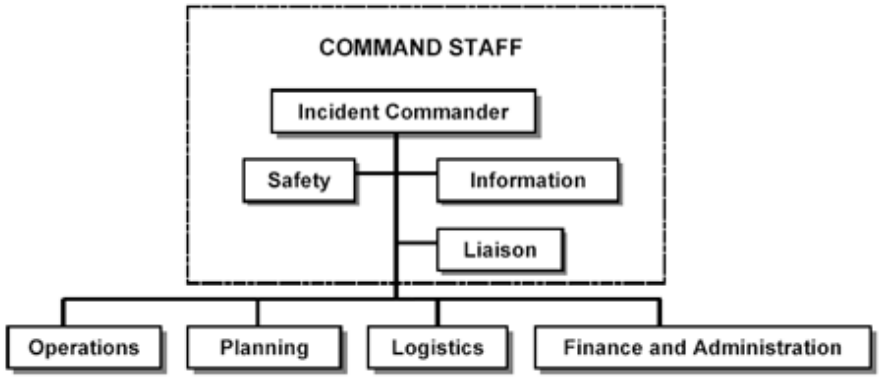 COMMAND STAFF
Incident Commander
Safety
Information
Liaison
Operations
Planning
Logistics
Finance and Administration